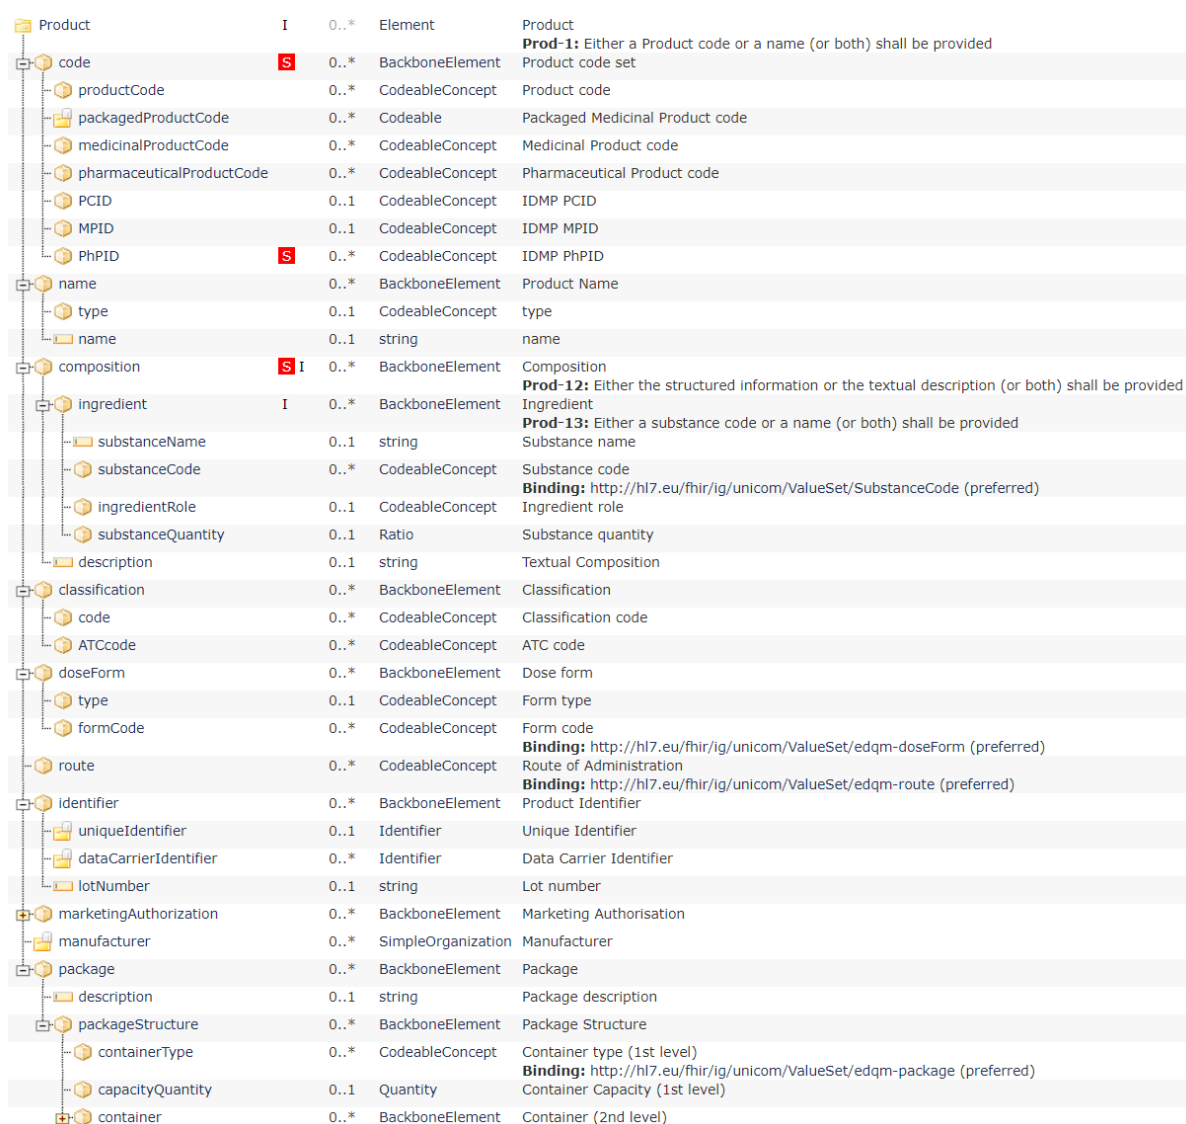 Product I 0..* Element Product
Prod-1: Either a Product code or a name (or both) shall be provided
code S 0..* BackboneElement Product code set
productCode 0..* CodeableConcept Product code
packagedProductCode 0..* Codeable Packaged Medicinal Product code
medicinalProductCode 0..* CodeableConcept Medicinal Product code
pharmaceuticalProductCode 0..* CodeableConcept Pharmaceutical Product code
PCID 0..1 CodeableConcept IDMP PCID
MPID 0..1 CodeableConcept IDMP MPID
PhPID S 0..* CodeableConcept IDMP PhPID
name 0..* BackboneElement Product Name
type 0..1 CodeableConcept type
name 0..1 string name
composition S I 0..* BackboneElement Composition
Prod-12: Either the structured information or the textual description (or both) shall be provided
ingredient I 0..* BackboneElement Ingredient
Prod-13: Either a substance code or a name (or both) shall be provided
substanceName 0..1 string Substance name
substanceCode 0..* CodeableConcept Substance code
Binding: http://hl7.eu/fhir/ig/unicom/ValueSet/SubstanceCode (preferred)
ingredientRole 0..1 CodeableConcept Ingredient role
substanceQuantity 0..1 Ratio Substance quantity
description 0..1 string Textual Composition
classification 0..* BackboneElement Classification
code 0..* CodeableConcept Classification code
ATCcode 0..* CodeableConcept ATC code
doseForm 0..* BackboneElement Dose form
type 0..1 CodeableConcept Form type
formCode 0..* CodeableConcept Form code
Binding: http://hl7.eu/fhir/ig/unicom/ValueSet/edqm-doseForm (preferred)
route 0..* CodeableConcept Route of Administration
Binding: http://hl7.eu/fhir/ig/unicom/ValueSet/edqm-route (preferred)
identifier 0..* BackboneElement Product Identifier
uniqueIdentifier 0..1 Identifier Unique Identifier
dataCarrierIdentifier 0..* Identifier Data Carrier Identifier
lotNumber 0..1 string Lot number
marketingAuthorization 0..* BackboneElement Marketing Authorisation
manufacturer 0..* SimpleOrganization Manufacturer
package 0..* BackboneElement Package
description 0..1 string Package description
packageStructure 0..* BackboneElement Package Structure
containerType 0..* CodeableConcept Container type (1st level)
Binding: http://hl7.eu/fhir/ig/unicom/ValueSet/edqm-package (preferred)
capacityQuantity 0..1 Quantity Container Capacity (1st level)
container 0..* BackboneElement Container (2nd level)